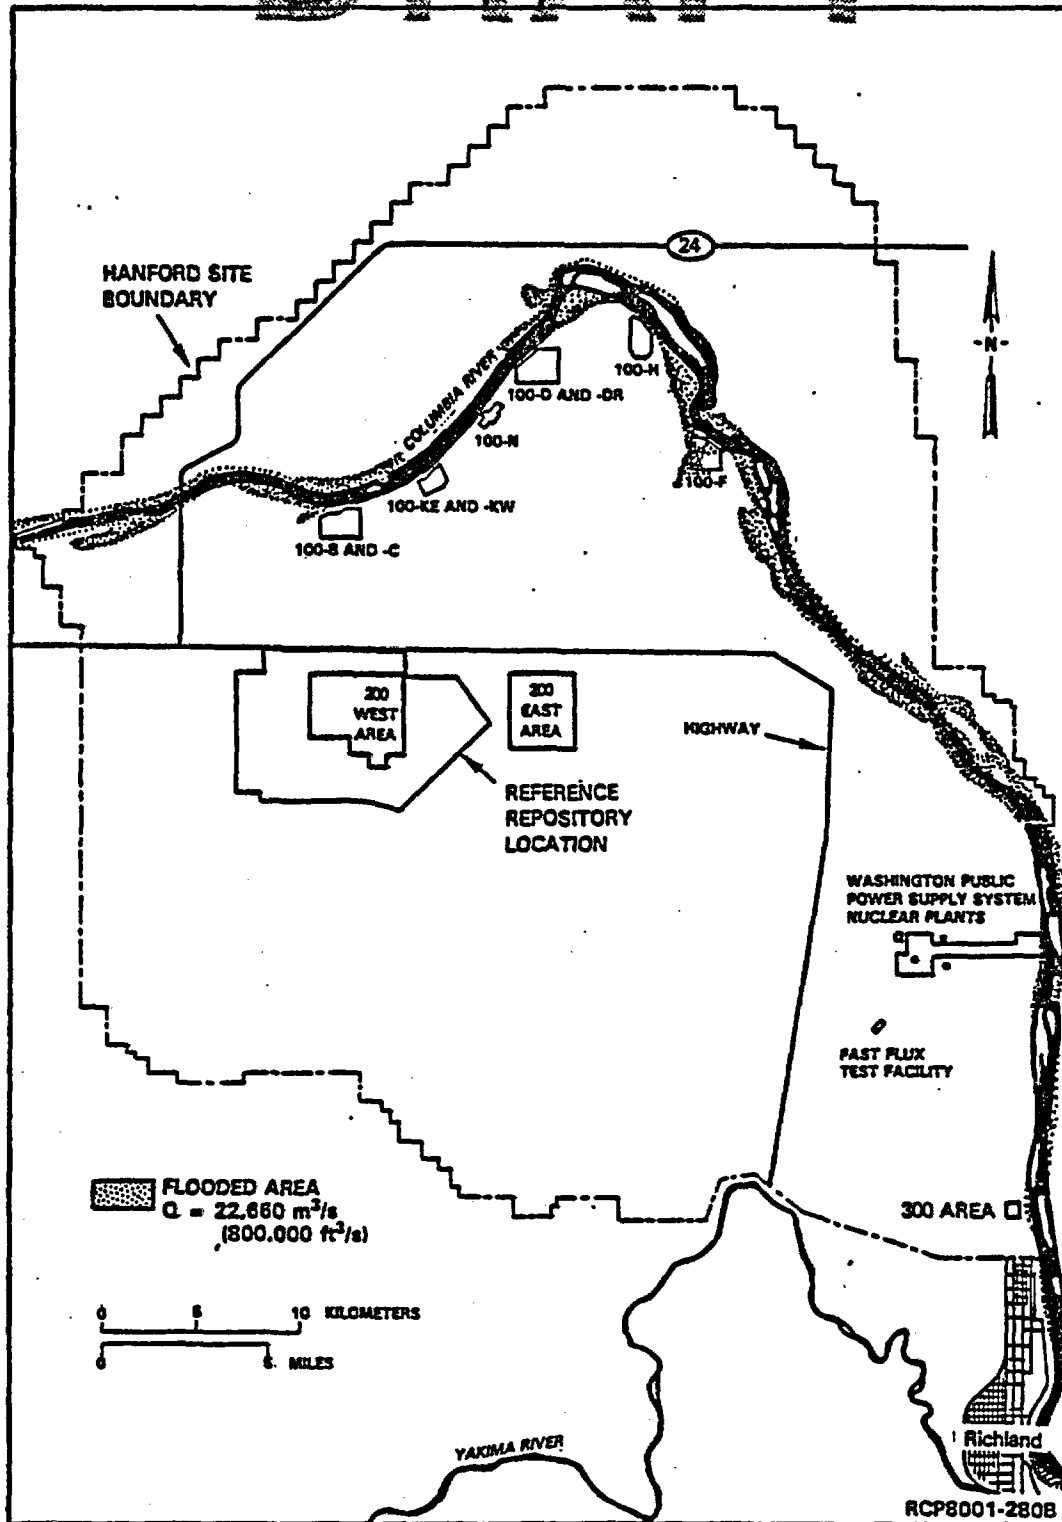 24
HANFORD SITE
BOUNDARY
N
COLUMBIA RIVER
100-H
100-D AND -DR
100-N
100-F
100-KE AND -KW
100-B AND -C
200
WEST
AREA
200
EAST
AREA
HIGHWAY
REFERENCE
REPOSITORY
LOCATION
WASHINGTON PUBLIC
POWER SUPPLY SYSTEM
NUCLEAR PLANTS
FAST FLUX
TEST FACILITY
FLOODED AREA
Q = 22,660 m³/s
(800,000 ft³/s)
300 AREA
0 5 10 KILOMETERS
0 5 MILES
Richland
YAKIMA RIVER
RCP8001-280B